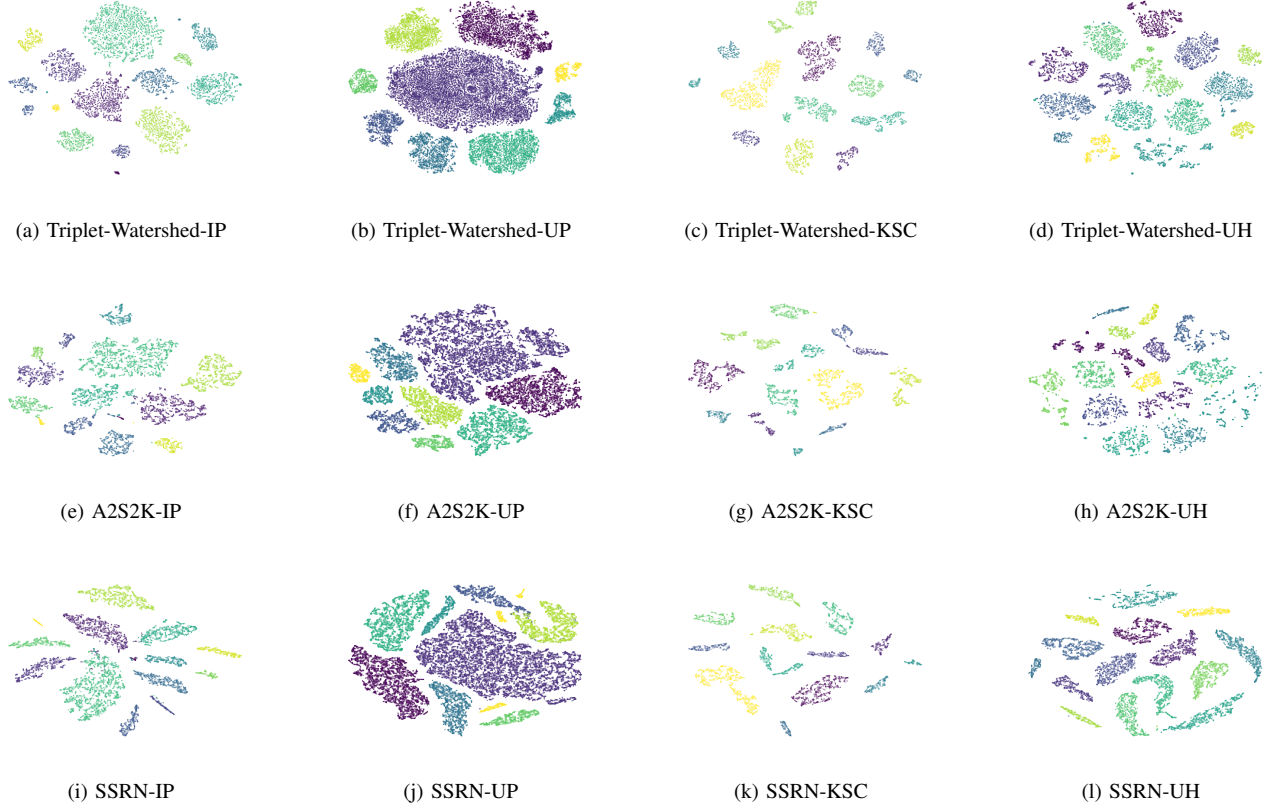 (a) Triplet-Watershed-IP
(b) Triplet-Watershed-UP
(c) Triplet-Watershed-KSC
(d) Triplet-Watershed-UH
(e) A2S2K-IP
(f) A2S2K-UP
(g) A2S2K-KSC
(h) A2S2K-UH
(i) SSRN-IP
(j) SSRN-UP
(k) SSRN-KSC
(l) SSRN-UH